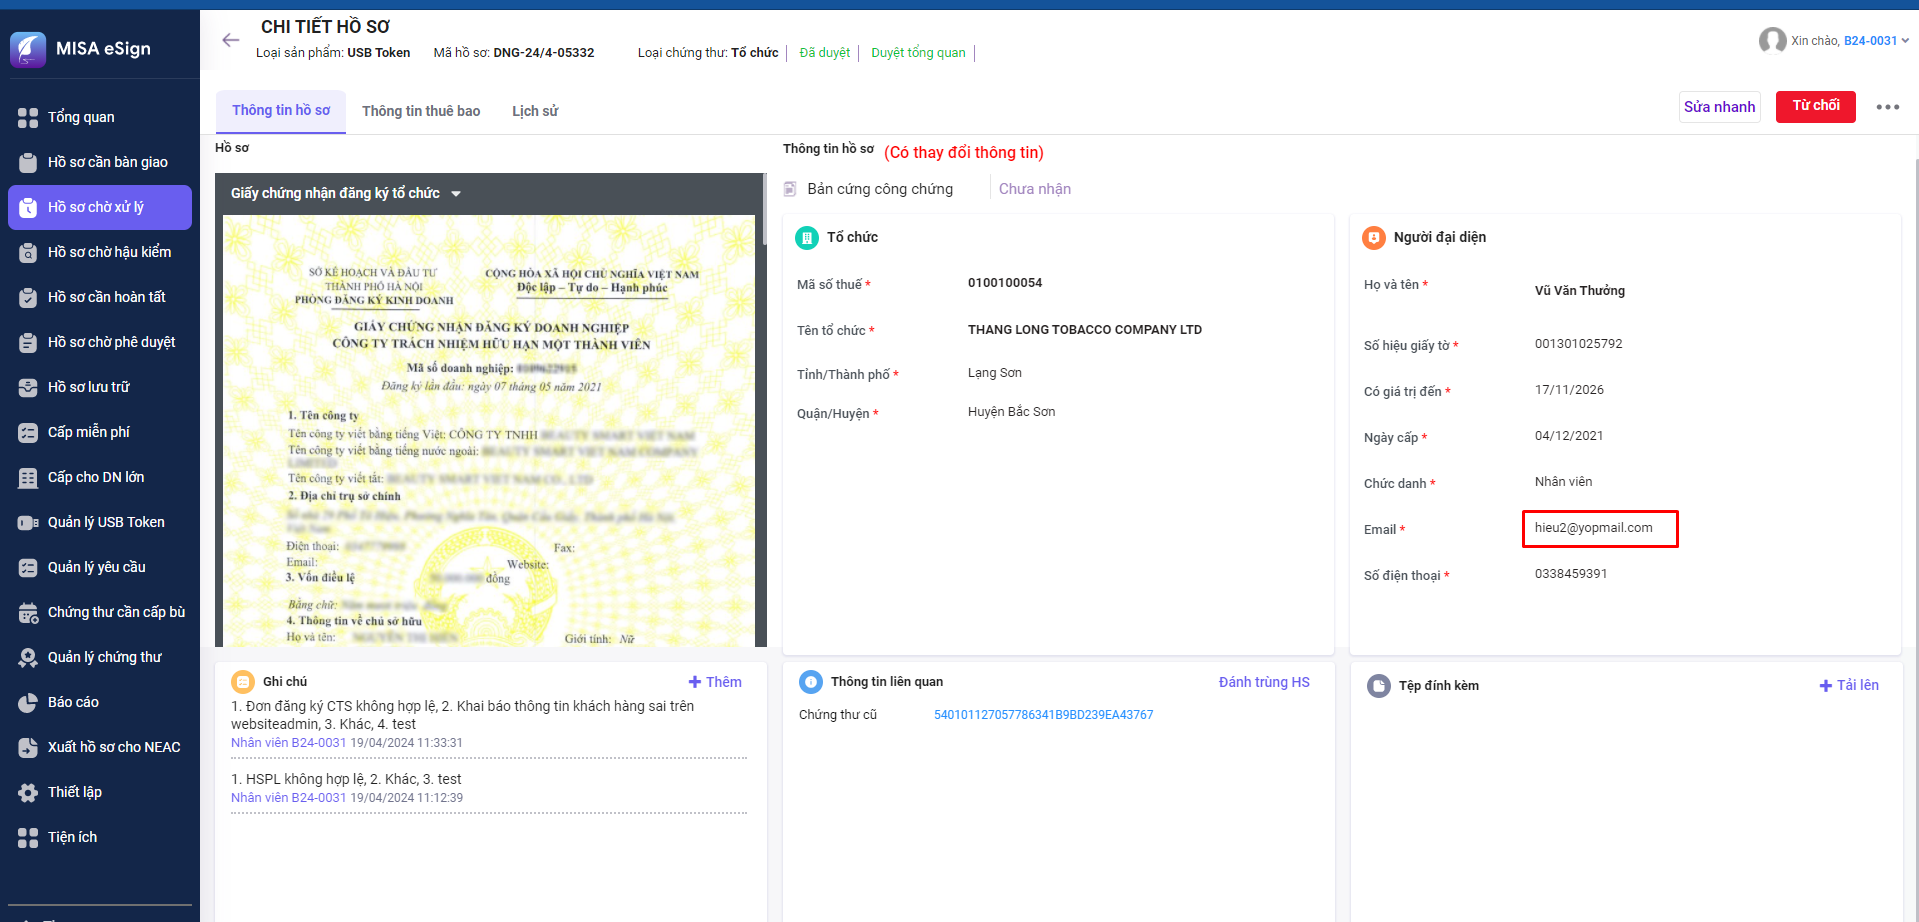 MISA eSign
Tổng quan
Hồ sơ cần bàn giao
Hồ sơ chờ xử lý
Hồ sơ chờ hậu kiểm
Hồ sơ cần hoàn tất
Hồ sơ chờ phê duyệt
Hồ sơ lưu trữ
Cấp miễn phí
Cấp cho DN lớn
Quản lý USB Token
Quản lý yêu cầu
Chứng thư cần cấp bù
Quản lý chứng thư
Báo cáo
Xuất hồ sơ cho NEAC
Thiết lập
Tiện ích
CHI TIẾT HỒ SƠ
Loại sản phẩm: USB Token Mã hồ sơ: DNG-24/4-05332 Loại chứng thư: Tổ chức Đã duyệt Duyệt tổng quan
Xin chào, B24-0031
Thông tin hồ sơ Thông tin thuê bao Lịch sử
Sửa nhanh Từ chối
Hồ sơ
Giấy chứng nhận đăng ký tổ chức
SỞ KẾ HOẠCH VÀ ĐẦU TƯ
THÀNH PHỐ HÀ NỘI
PHÒNG ĐĂNG KÝ KINH DOANH
CỘNG HÒA XÃ HỘI CHỦ NGHĨA VIỆT NAM
Độc lập – Tự do – Hạnh phúc
GIẤY CHỨNG NHẬN ĐĂNG KÝ DOANH NGHIỆP
CÔNG TY TRÁCH NHIỆM HỮU HẠN MỘT THÀNH VIÊN
Mã số doanh nghiệp:
Đăng ký lần đầu: ngày 07 tháng 05 năm 2021
1. Tên công ty
Tên công ty viết bằng tiếng Việt: CÔNG TY TNHH
Tên công ty viết bằng tiếng nước ngoài:
Tên công ty viết tắt:
2. Địa chỉ trụ sở chính
Điện thoại: Fax:
Email: Website:
3. Vốn điều lệ đồng
Bằng chữ:
4. Thông tin về chủ sở hữu
Họ và tên: Giới tính: Nữ
Thông tin hồ sơ (Có thay đổi thông tin)
Bản cứng công chứng Chưa nhận
Tổ chức
Mã số thuế * 0100100054
Tên tổ chức * THANG LONG TOBACCO COMPANY LTD
Tỉnh/Thành phố * Lạng Sơn
Quận/Huyện * Huyện Bắc Sơn
Người đại diện
Họ và tên * Vũ Văn Thưởng
Số hiệu giấy tờ * 001301025792
Có giá trị đến * 17/11/2026
Ngày cấp * 04/12/2021
Chức danh * Nhân viên
Email * hieu2@yopmail.com
Số điện thoại * 0338459391
Ghi chú Thêm
1. Đơn đăng ký CTS không hợp lệ, 2. Khai báo thông tin khách hàng sai trên
websiteadmin, 3. Khác, 4. test
Nhân viên B24-0031 19/04/2024 11:33:31
1. HSPL không hợp lệ, 2. Khác, 3. test
Nhân viên B24-0031 19/04/2024 11:12:39
Thông tin liên quan Đánh trùng HS
Chứng thư cũ 540101127057786341B9BD239EA43767
Tệp đính kèm Tải lên